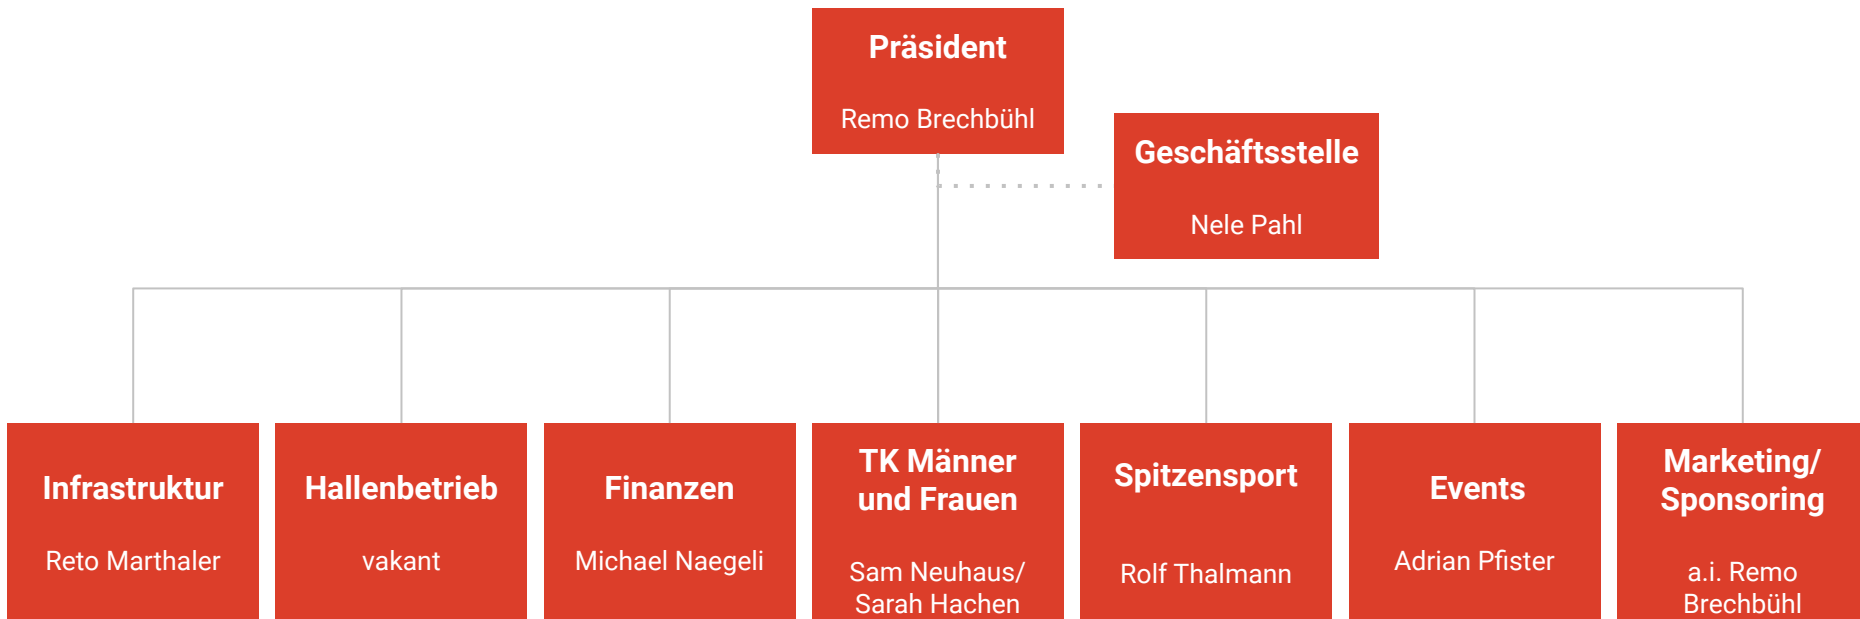 Präsident
Remo Brechbühl
Geschäftsstelle
Nele Pahl
Infrastruktur
Reto Marthaler
Hallenbetrieb
vakant
Finanzen
Michael Naegeli
TK Männer
und Frauen
Sam Neuhaus/
Sarah Hachen
Spitzensport
Rolf Thalmann
Events
Adrian Pfister
Marketing/
Sponsoring
a.i. Remo
Brechbühl